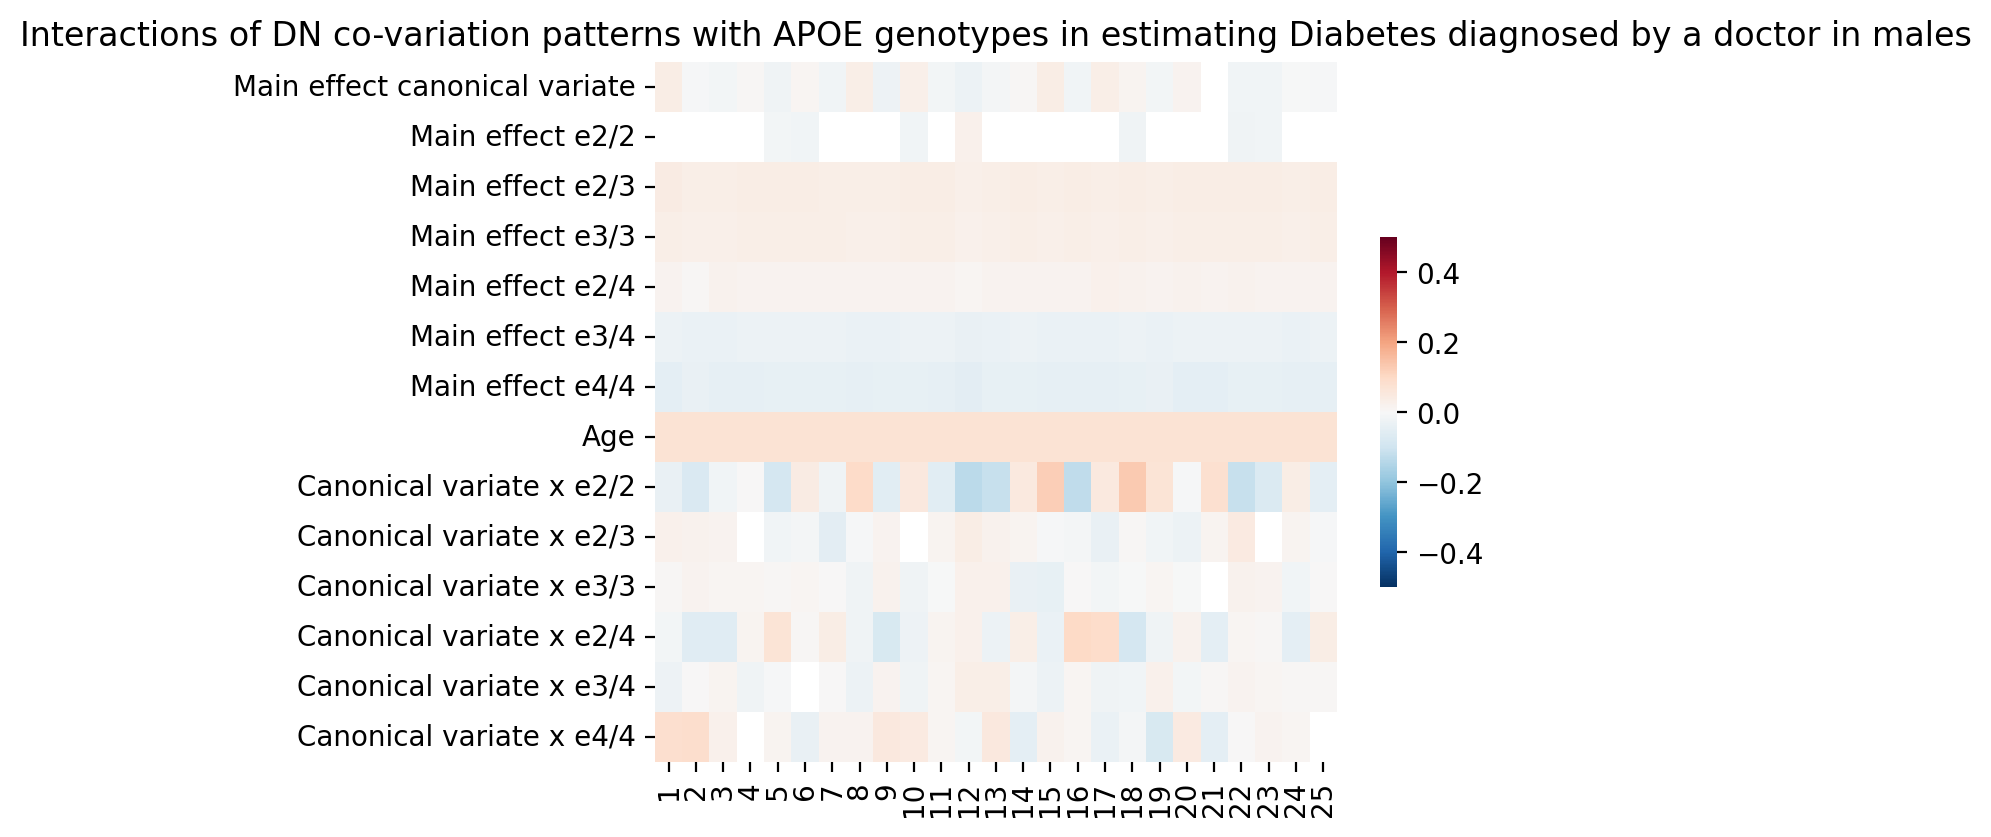 Interactions of DN co-variation patterns with APOE genotypes in estimating Diabetes diagnosed by a doctor in males
Main effect canonical variate
Main effect e2/2
Main effect e2/3
Main effect e3/3
Main effect e2/4
Main effect e3/4
Main effect e4/4
Age
Canonical variate x e2/2
Canonical variate x e2/3
Canonical variate x e3/3
Canonical variate x e2/4
Canonical variate x e3/4
Canonical variate x e4/4
1 2 3 4 5 6 7 8 9 10 11 12 13 14 15 16 17 18 19 20 21 22 23 24 25
0.4
0.2
0.0
−0.2
−0.4